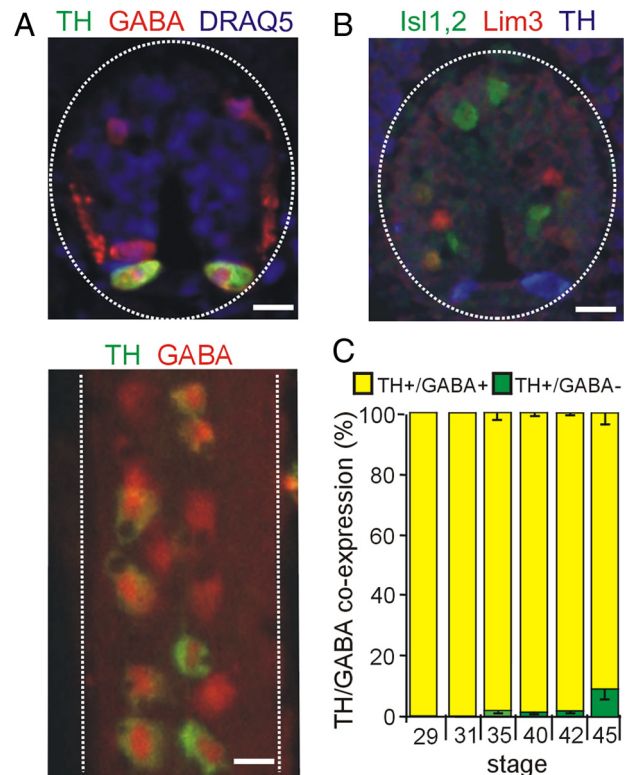 A
TH GABA DRAQ5
B
Isl1,2 Lim3 TH
TH GABA
C
TH+/GABA+ TH+/GABA-
TH/GABA co-expression (%)
100
80
60
40
20
0
29 31 35 40 42 45
stage